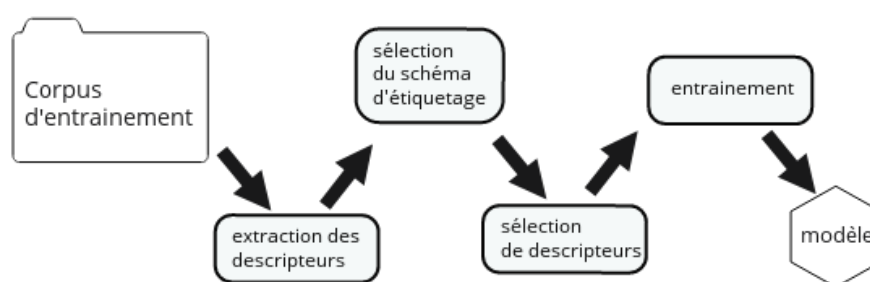 Corpus
d'entrainement
extraction des
descripteurs
sélection
du schéma
d'étiquetage
sélection
de descripteurs
entrainement
modèle